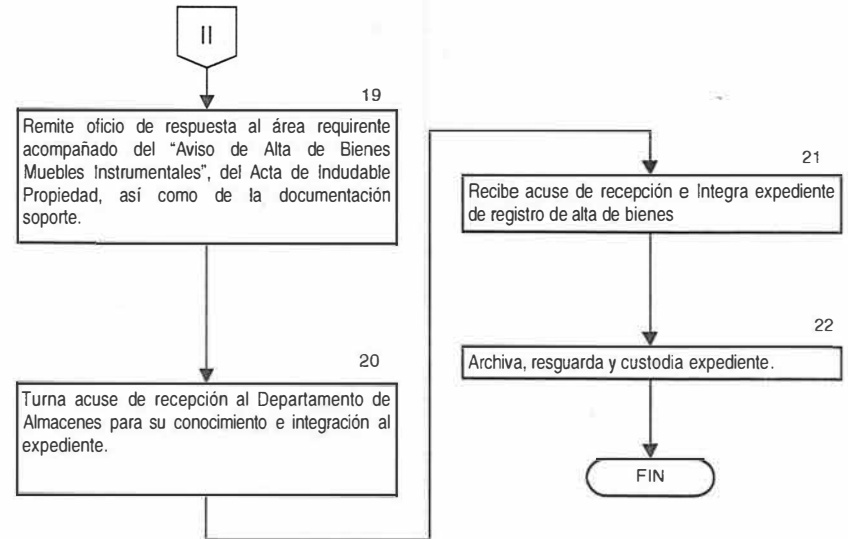 II
19
Remite oficio de respuesta al área requirente
acompañado del “Aviso de Alta de Bienes
Muebles Instrumentales”, del Acta de Indudable
Propiedad, así como de la documentación
soporte.
20
Turna acuse de recepción al Departamento de
Almacenes para su conocimiento e integración al
expediente.
21
Recibe acuse de recepción e Integra expediente
de registro de alta de bienes
22
Archiva, resguarda y custodia expediente.
FIN